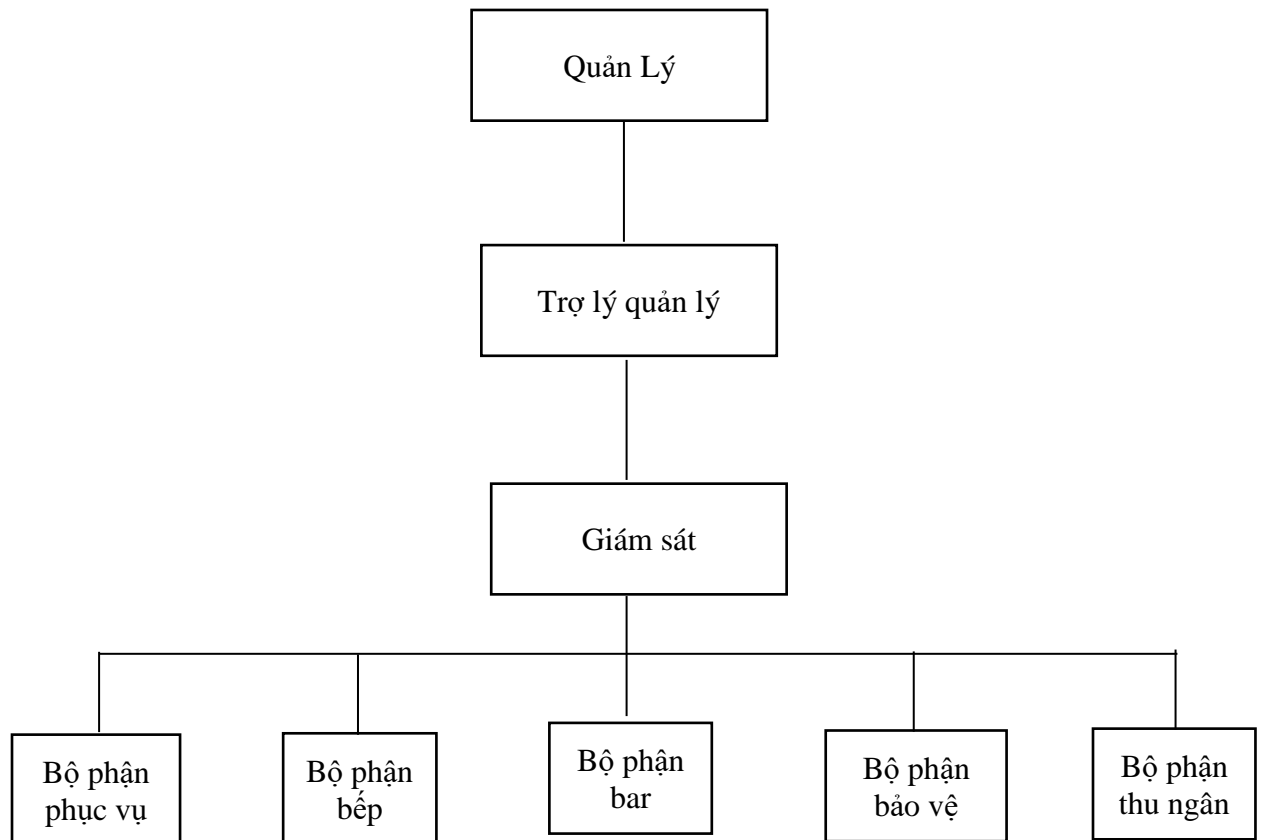 Quản Lý
Trợ lý quản lý
Giám sát
Bộ phận
phục vụ
Bộ phận
bếp
Bộ phận
bar
Bộ phận
bảo vệ
Bộ phận
thu ngân